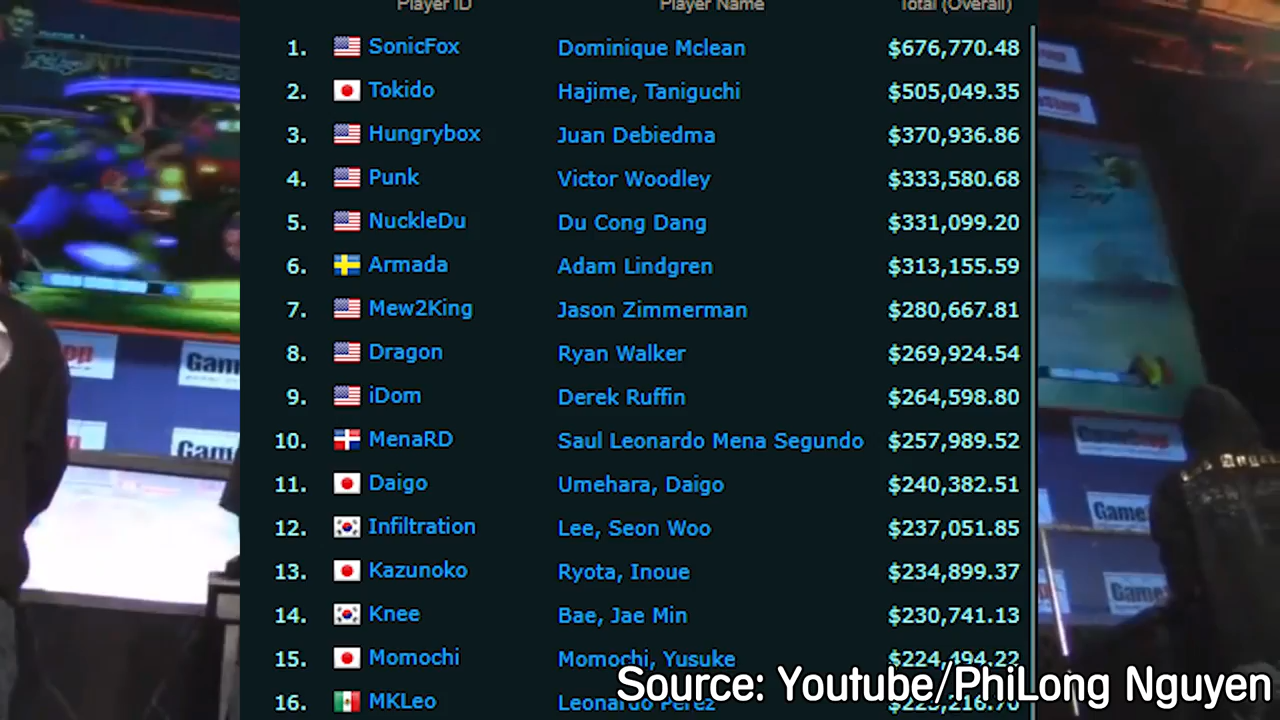 Player ID Player Name Total (Overall)
1. SonicFox Dominique Mclean $676,770.48
2. Tokido Hajime, Taniguchi $505,049.35
3. Hungrybox Juan Debiedma $370,936.86
4. Punk Victor Woodley $333,580.68
5. NuckleDu Du Cong Dang $331,099.20
6. Armada Adam Lindgren $313,155.59
7. Mew2King Jason Zimmerman $280,667.81
8. Dragon Ryan Walker $269,924.54
9. iDom Derek Ruffin $264,598.80
10. MenaRD Saul Leonardo Mena Segundo $257,989.52
11. Daigo Umehara, Daigo $240,382.51
12. Infiltration Lee, Seon Woo $237,051.85
13. Kazunoko Ryota, Inoue $234,899.37
14. Knee Bae, Jae Min $230,741.13
15. Momochi Momochi, Yusuke $224,494.22
16. MKLeo Leonardo Perez
Source: Youtube/PhiLong Nguyen
GameStop